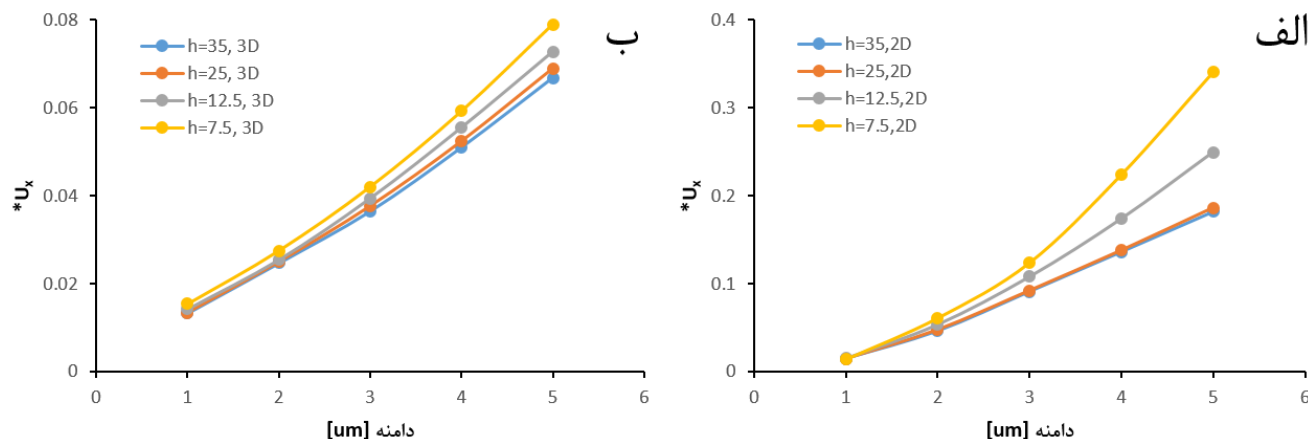 ب
0.08
0.06
0.04
0.02
0
h=35, 3D
h=25, 3D
h=12.5, 3D
h=7.5, 3D
*Uₓ
0 1 2 3 4 5 6
دامنه [um]
الف
0.4
0.3
0.2
0.1
0
h=35,2D
h=25,2D
h=12.5,2D
h=7.5,2D
*Uₓ
0 1 2 3 4 5 6
دامنه [um]